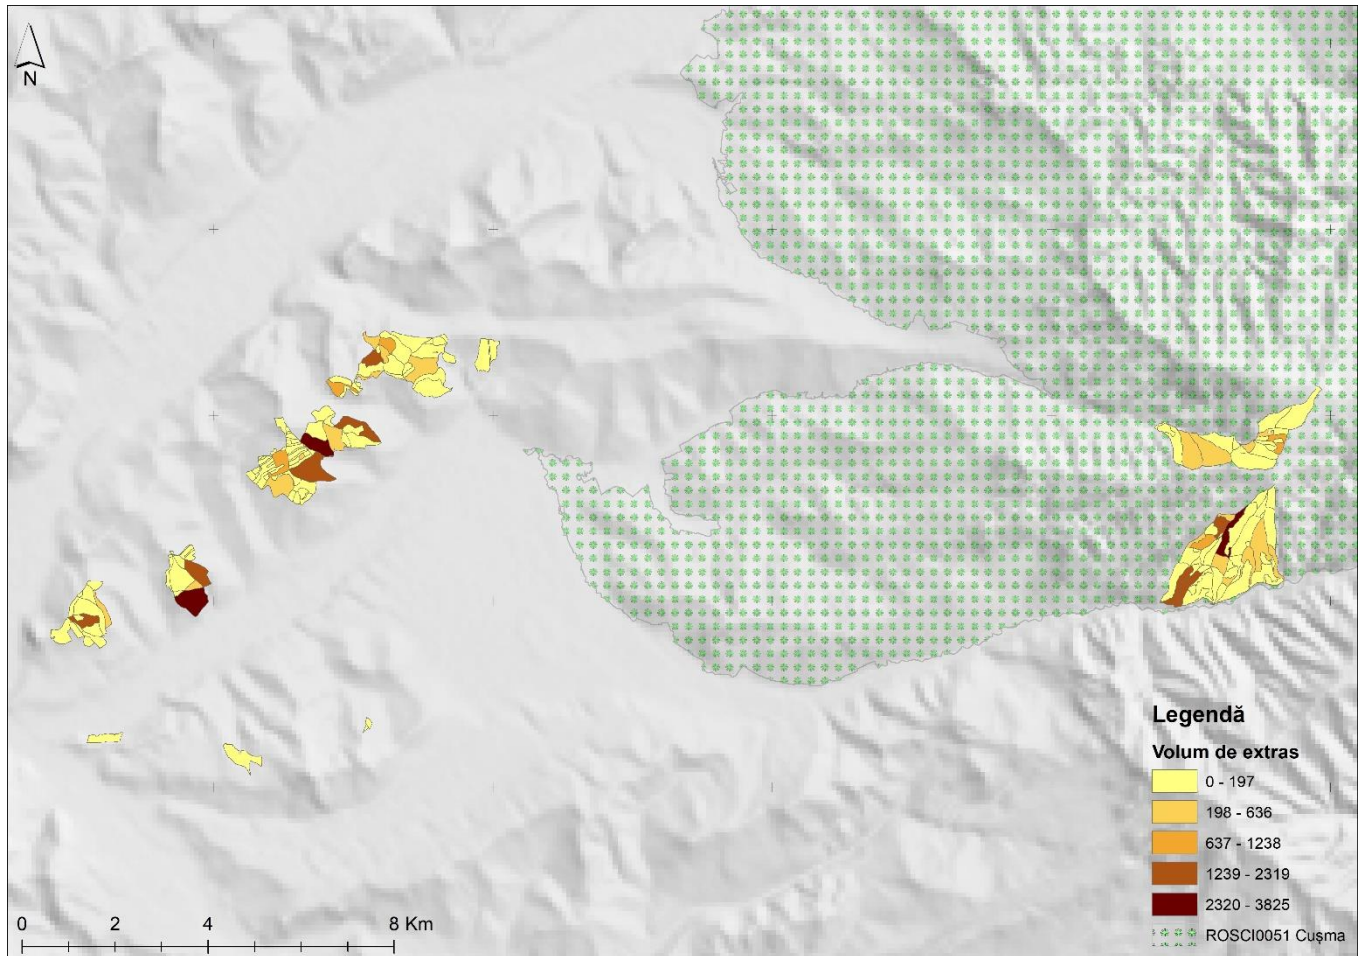 N
Legendă
Volum de extras
0 - 197
198 - 636
637 - 1238
1239 - 2319
2320 - 3825
ROSCI0051 Cușma
0 2 4 8 Km